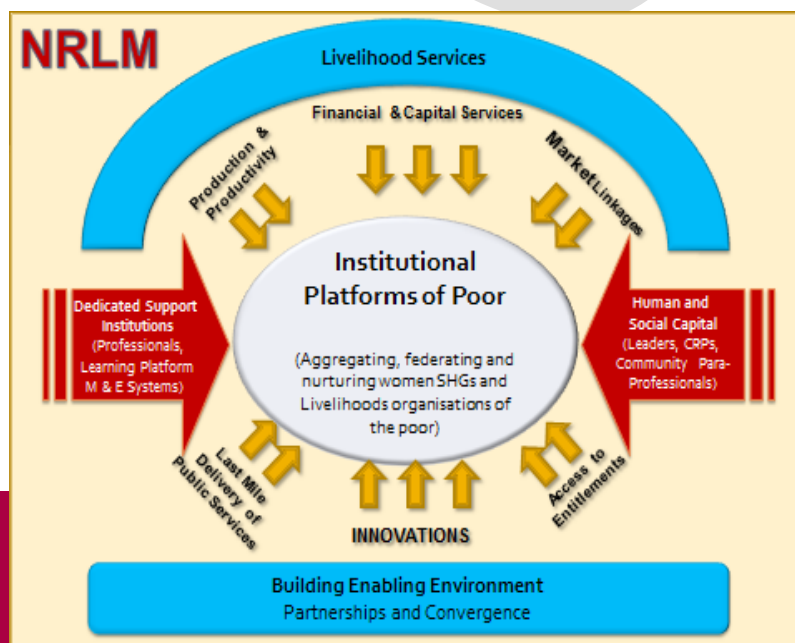 NRLM
Livelihood Services
Financial & Capital Services
Production &
Productivity
Market Linkages
Institutional
Platforms of Poor
(Aggregating, federating and
nurturing women SHGs and
Livelihoods organisations of
the poor)
Dedicated Support
Institutions
(Professionals,
Learning Platform
M & E Systems)
Human and
Social Capital
(Leaders, CRPs,
Community Para-
Professionals)
Last Mile
Delivery of
Public Services
INNOVATIONS
Access to
Entitlements
Building Enabling Environment
Partnerships and Convergence